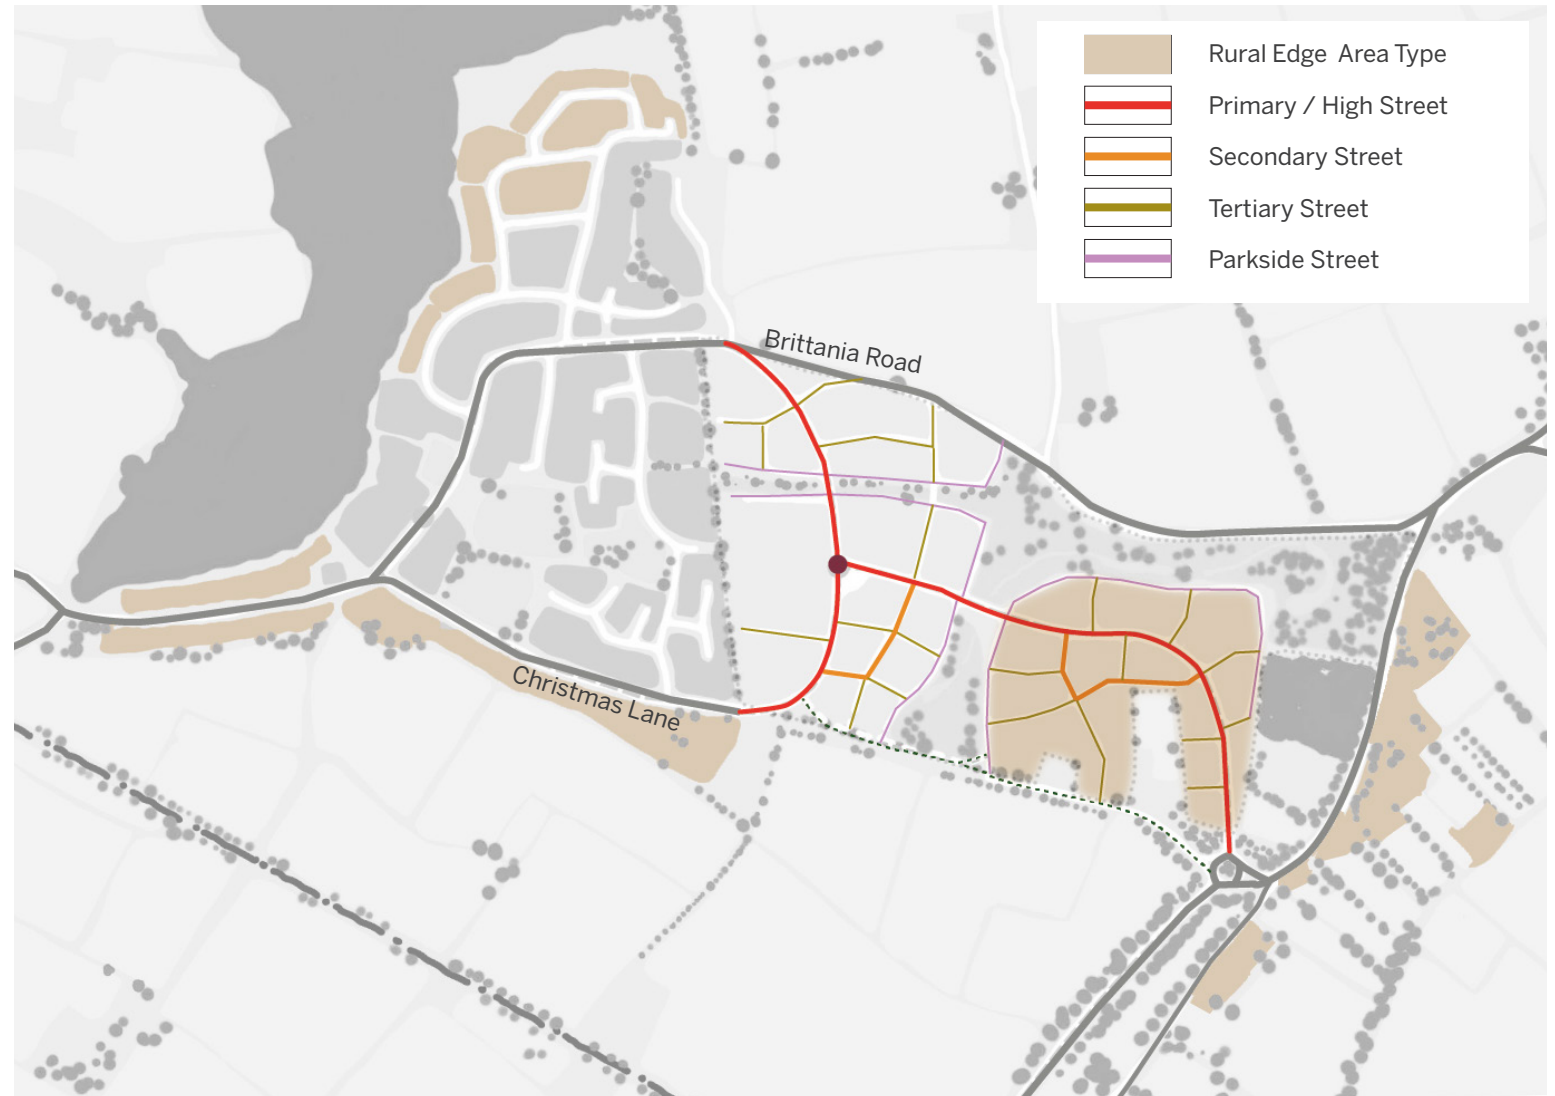 Rural Edge Area Type
Primary / High Street
Secondary Street
Tertiary Street
Parkside Street
Brittania Road
Christmas Lane